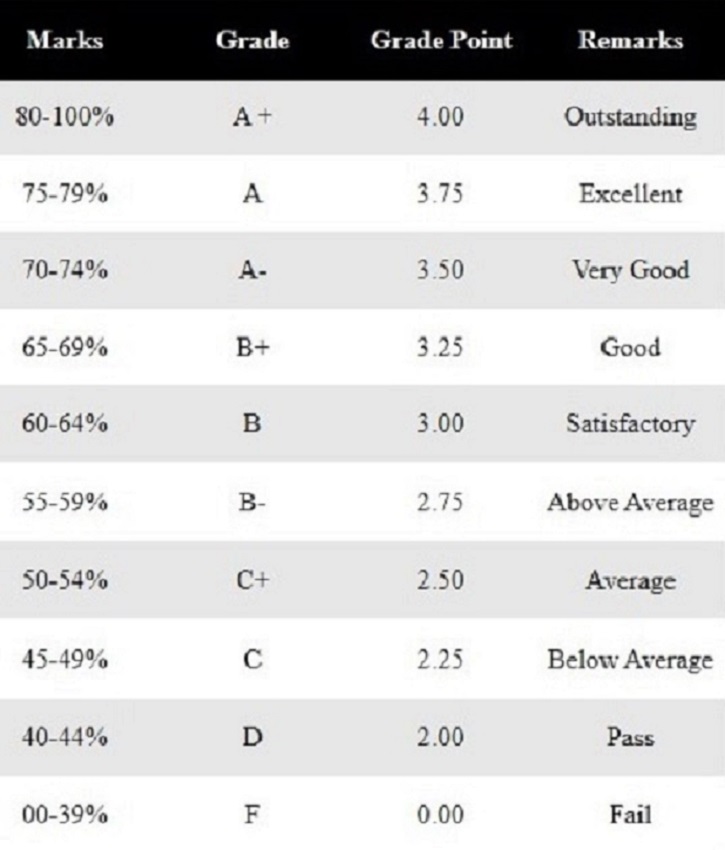 Marks Grade Grade Point Remarks
80-100% A+ 4.00 Outstanding
75-79% A 3.75 Excellent
70-74% A- 3.50 Very Good
65-69% B+ 3.25 Good
60-64% B 3.00 Satisfactory
55-59% B- 2.75 Above Average
50-54% C+ 2.50 Average
45-49% C 2.25 Below Average
40-44% D 2.00 Pass
00-39% F 0.00 Fail